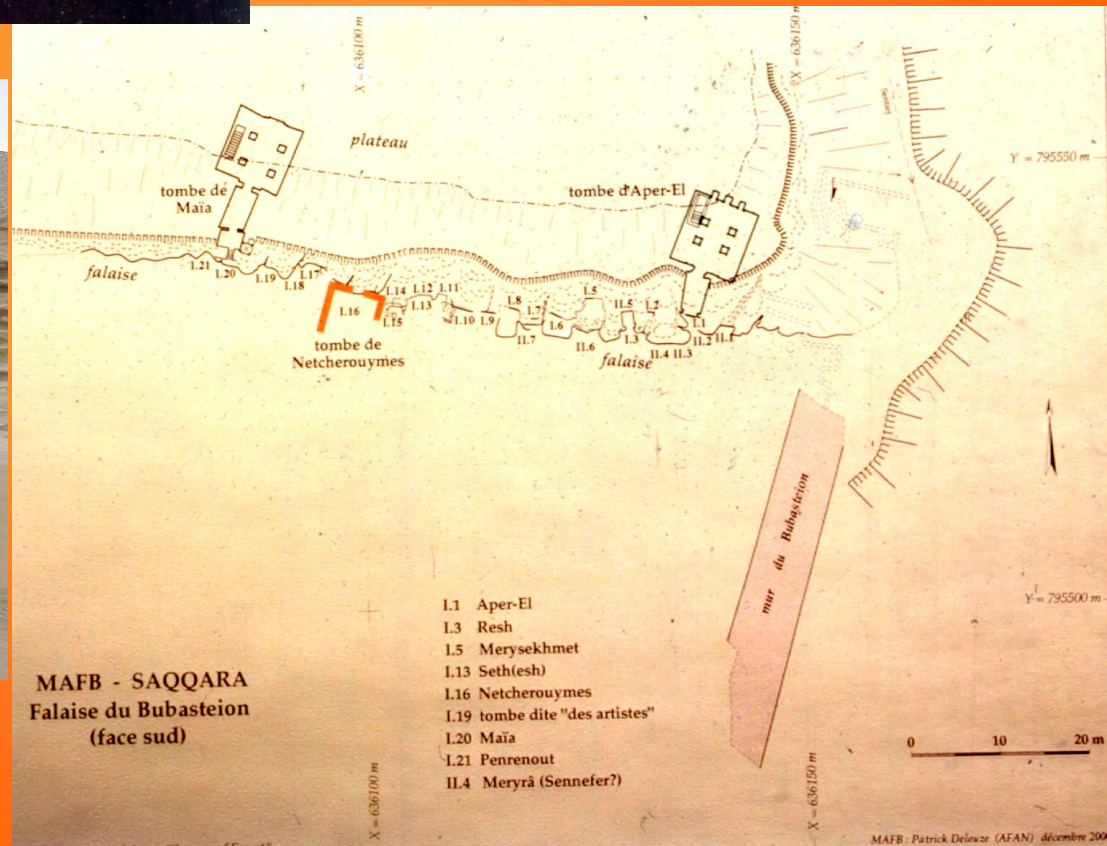 X = 636100 m
X = 636150 m
plateau
Y = 795550 m
tombe de
Maïa
tombe d'Aper-El
falaise
I.21
I.20
I.19
I.18
I.17
I.16
I.14
I.15
I.12
I.13
I.11
I.10
I.9
I.8
I.7
II.7
I.6
I.5
II.6
II.5
I.3
I.2
II.4
II.3
I.1
II.2
II.1
tombe de
Netcherouymes
falaise
mur du Bubasteion
Y = 795500 m
I.1 Aper-El
I.3 Resh
I.5 Merysekhmet
I.13 Seth(esh)
I.16 Netcherouymes
I.19 tombe dite "des artistes"
I.20 Maïa
I.21 Penrenout
II.4 Meryrâ (Sennefer?)
MAFB - SAQQARA
Falaise du Bubasteion
(face sud)
0 10 20 m
X = 636100 m
X = 636150 m
MAFB : Patrick Deleuze (AFAN) décembre